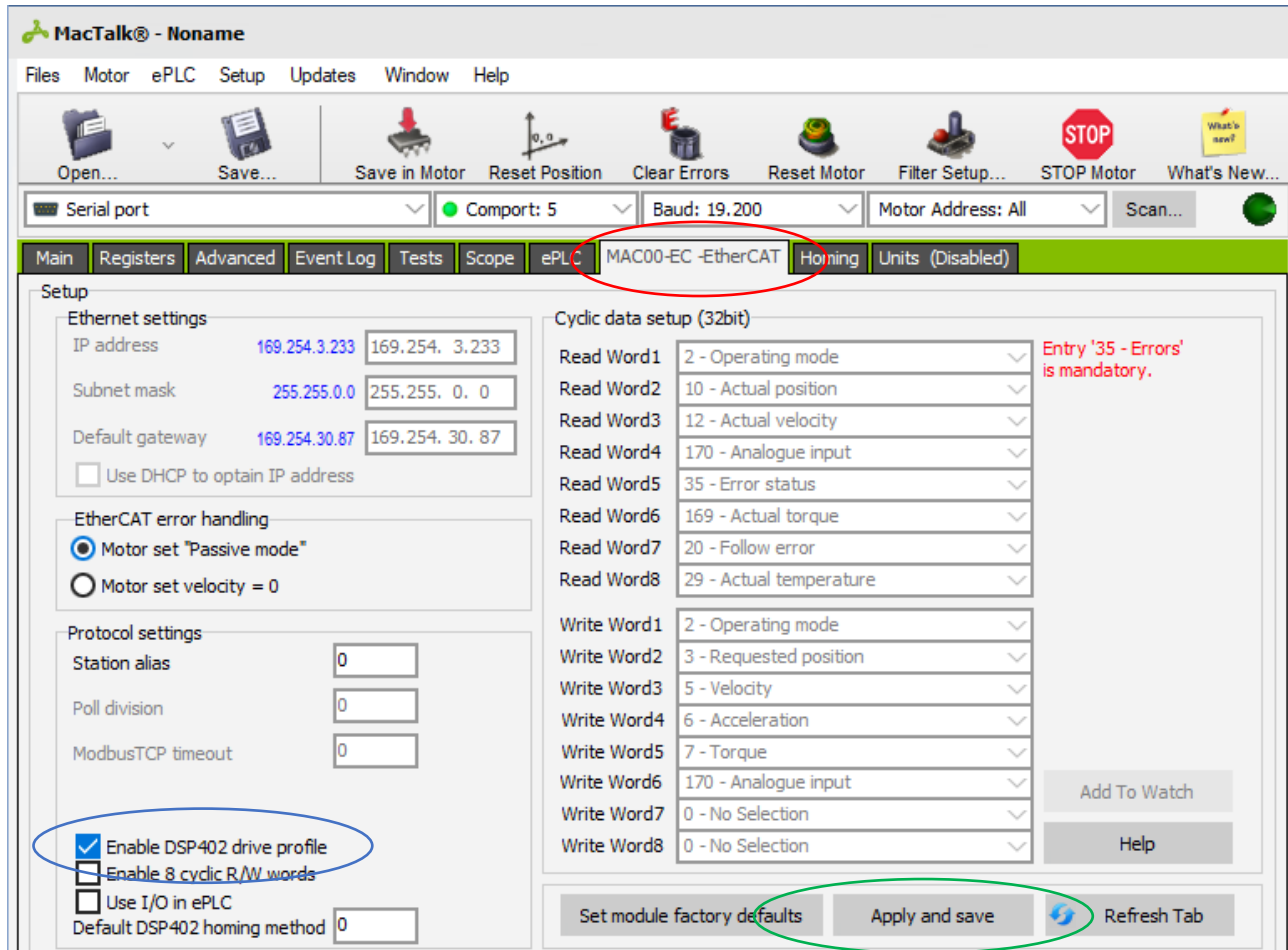 MacTalk® - Noname
Files Motor ePLC Setup Updates Window Help
Open... Save... Save in Motor Reset Position Clear Errors Reset Motor Filter Setup... STOP Motor What's New...
0,0
E
STOP
What's new?
Serial port Comport: 5 Baud: 19.200 Motor Address: All Scan...
Main Registers Advanced Event Log Tests Scope ePLC MAC00-EC -EtherCAT Homing Units (Disabled)
Setup
Ethernet settings
IP address 169.254.3.233 169.254. 3.233
Subnet mask 255.255.0.0 255.255. 0. 0
Default gateway 169.254.30.87 169.254. 30. 87
Use DHCP to optain IP address
EtherCAT error handling
Motor set "Passive mode"
Motor set velocity = 0
Protocol settings
Station alias 0
Poll division 0
ModbusTCP timeout 0
Enable DSP402 drive profile
Enable 8 cyclic R/W words
Use I/O in ePLC
Default DSP402 homing method 0
Cyclic data setup (32bit)
Read Word1 2 - Operating mode
Read Word2 10 - Actual position
Read Word3 12 - Actual velocity
Read Word4 170 - Analogue input
Read Word5 35 - Error status
Read Word6 169 - Actual torque
Read Word7 20 - Follow error
Read Word8 29 - Actual temperature
Write Word1 2 - Operating mode
Write Word2 3 - Requested position
Write Word3 5 - Velocity
Write Word4 6 - Acceleration
Write Word5 7 - Torque
Write Word6 170 - Analogue input
Write Word7 0 - No Selection
Write Word8 0 - No Selection
Entry '35 - Errors'
is mandatory.
Add To Watch
Help
Set module factory defaults Apply and save Refresh Tab